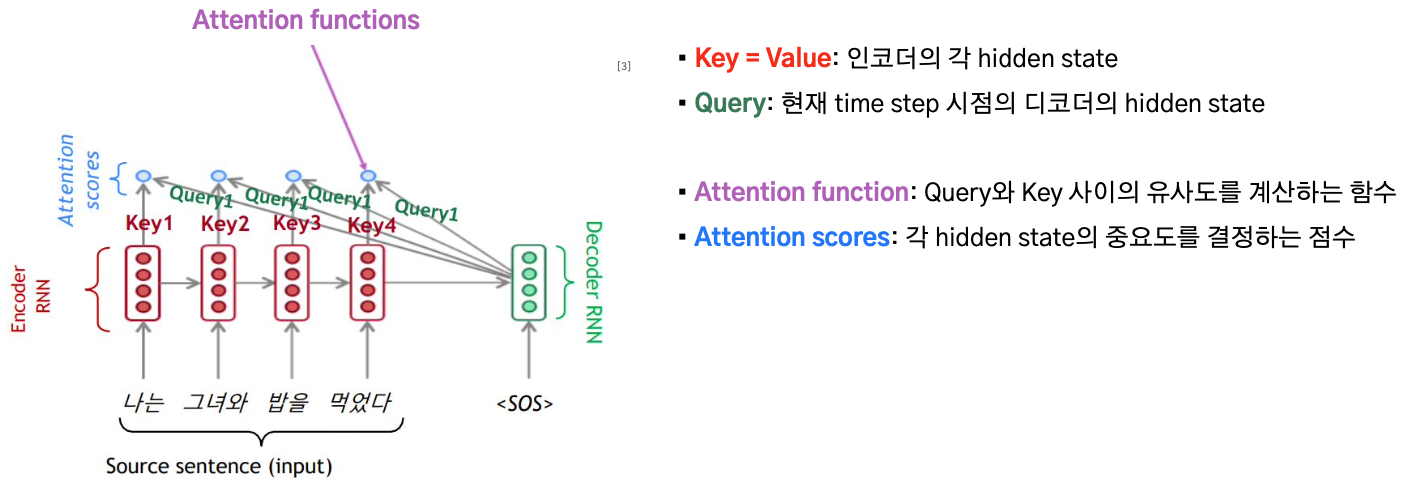 Attention functions
[3]
Attention
scores
Query1 Query1 Query1 Query1
Key1 Key2 Key3 Key4
Encoder
RNN
Decoder RNN
나는 그녀와 밥을 먹었다 <SOS>
Source sentence (input)
▪ Key = Value: 인코더의 각 hidden state
▪ Query: 현재 time step 시점의 디코더의 hidden state
▪ Attention function: Query와 Key 사이의 유사도를 계산하는 함수
▪ Attention scores: 각 hidden state의 중요도를 결정하는 점수